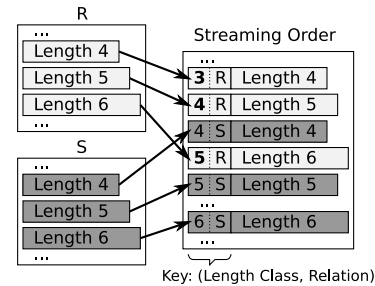 R
...
Length 4
Length 5
Length 6
...
S
...
Length 4
Length 5
Length 6
...
Streaming Order
...
3 R Length 4
4 R Length 5
4 S Length 4
5 R Length 6
5 S Length 5
...
6 S Length 6
...
Key: (Length Class, Relation)